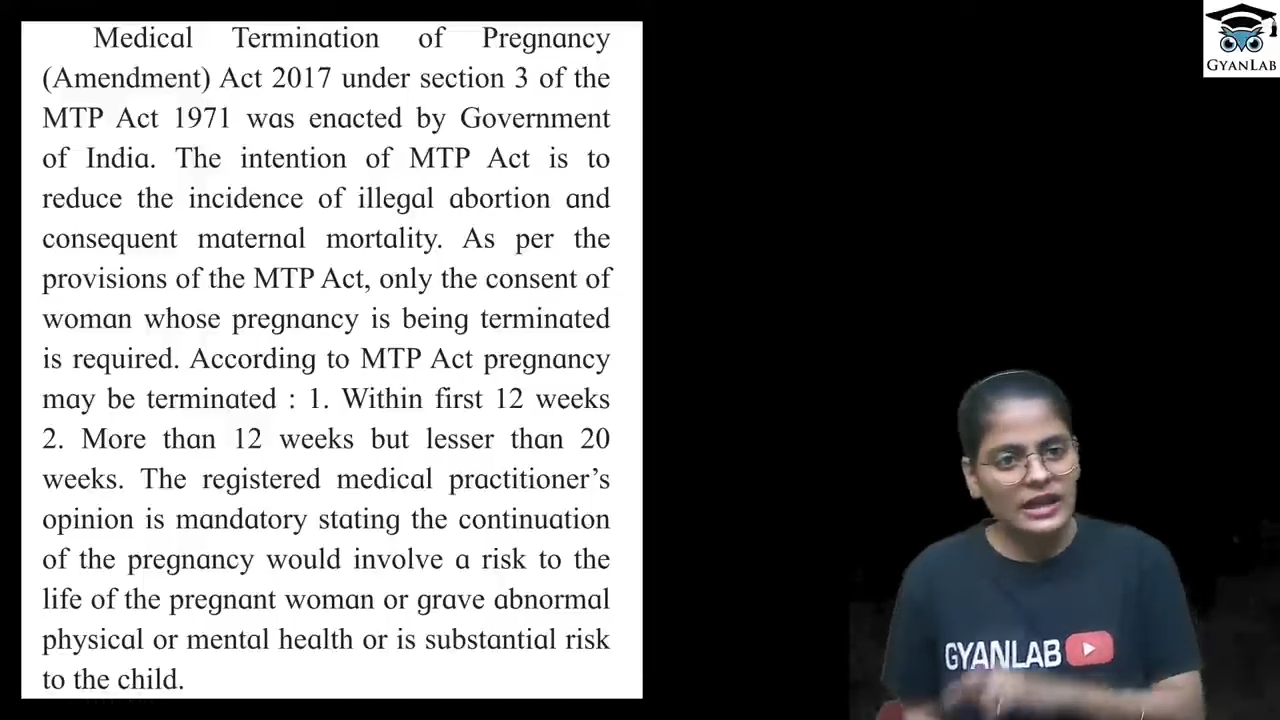 Medical Termination of Pregnancy
(Amendment) Act 2017 under section 3 of the
MTP Act 1971 was enacted by Government
of India. The intention of MTP Act is to
reduce the incidence of illegal abortion and
consequent maternal mortality. As per the
provisions of the MTP Act, only the consent of
woman whose pregnancy is being terminated
is required. According to MTP Act pregnancy
may be terminated : 1. Within first 12 weeks
2. More than 12 weeks but lesser than 20
weeks. The registered medical practitioner’s
opinion is mandatory stating the continuation
of the pregnancy would involve a risk to the
life of the pregnant woman or grave abnormal
physical or mental health or is substantial risk
to the child.
GYANLAB
GYANLAB